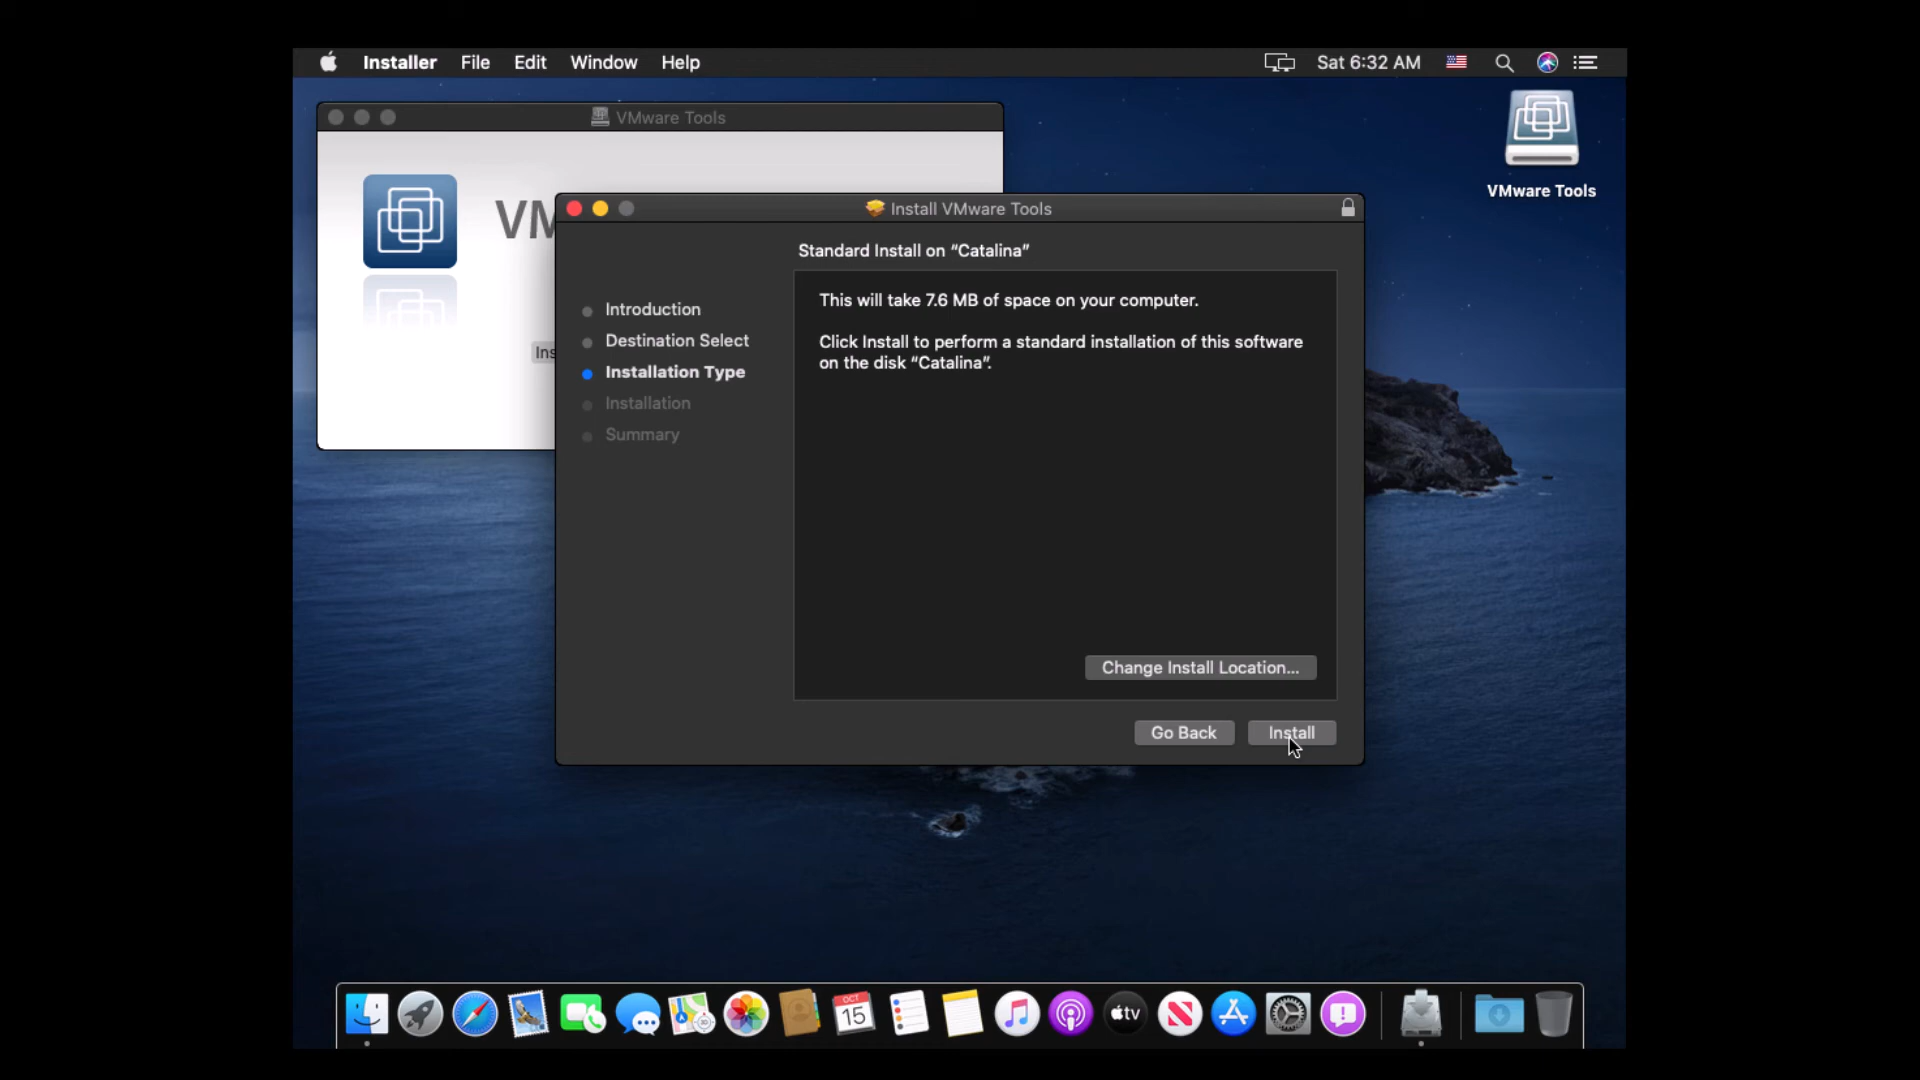 Installer File Edit Window Help
Sat 6:32 AM
VMware Tools
VMware Tools
VM
Ins
Install VMware Tools
Standard Install on “Catalina”
Introduction
Destination Select
Installation Type
Installation
Summary
This will take 7.6 MB of space on your computer.
Click Install to perform a standard installation of this software
on the disk “Catalina”.
Change Install Location...
Go Back
Install
OCT
15
tv